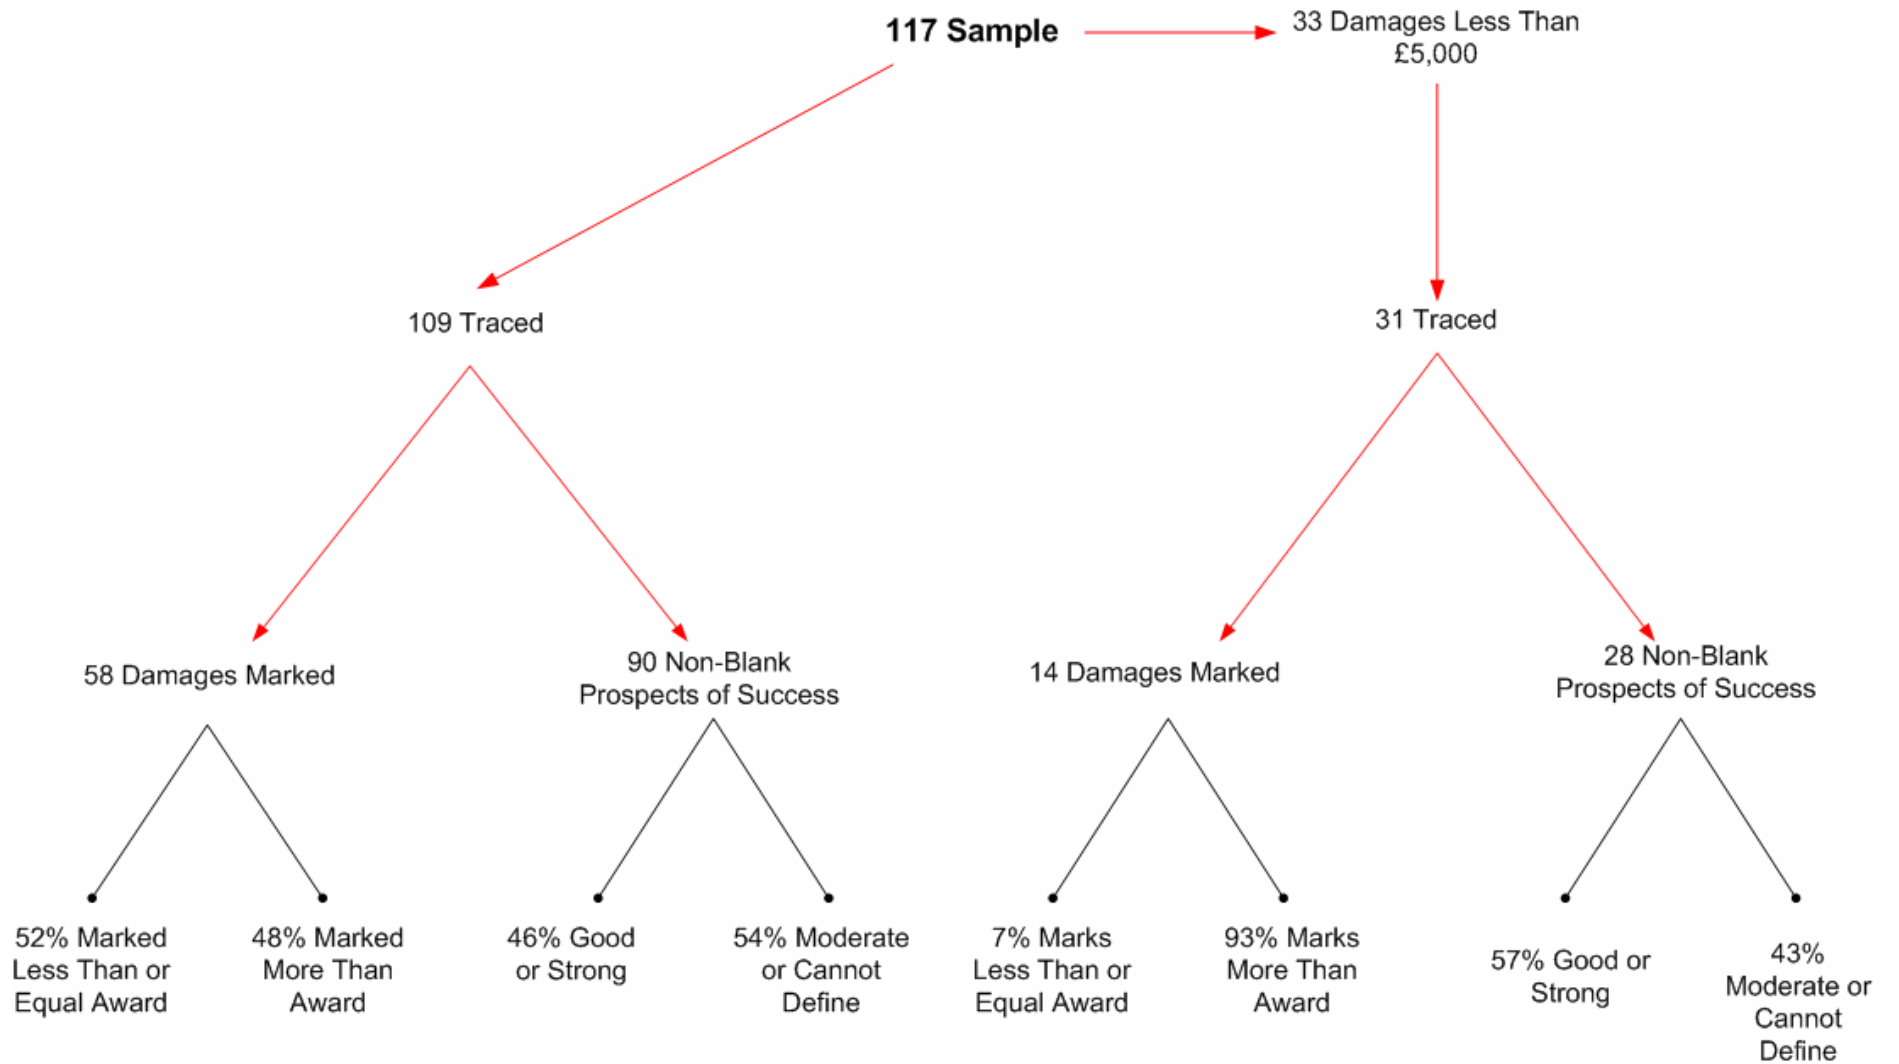 117 Sample
33 Damages Less Than
£5,000
109 Traced
31 Traced
58 Damages Marked
90 Non-Blank
Prospects of Success
14 Damages Marked
28 Non-Blank
Prospects of Success
52% Marked
Less Than or
Equal Award
48% Marked
More Than
Award
46% Good
or Strong
54% Moderate
or Cannot
Define
7% Marks
Less Than or
Equal Award
93% Marks
More Than
Award
57% Good or
Strong
43%
Moderate or
Cannot
Define